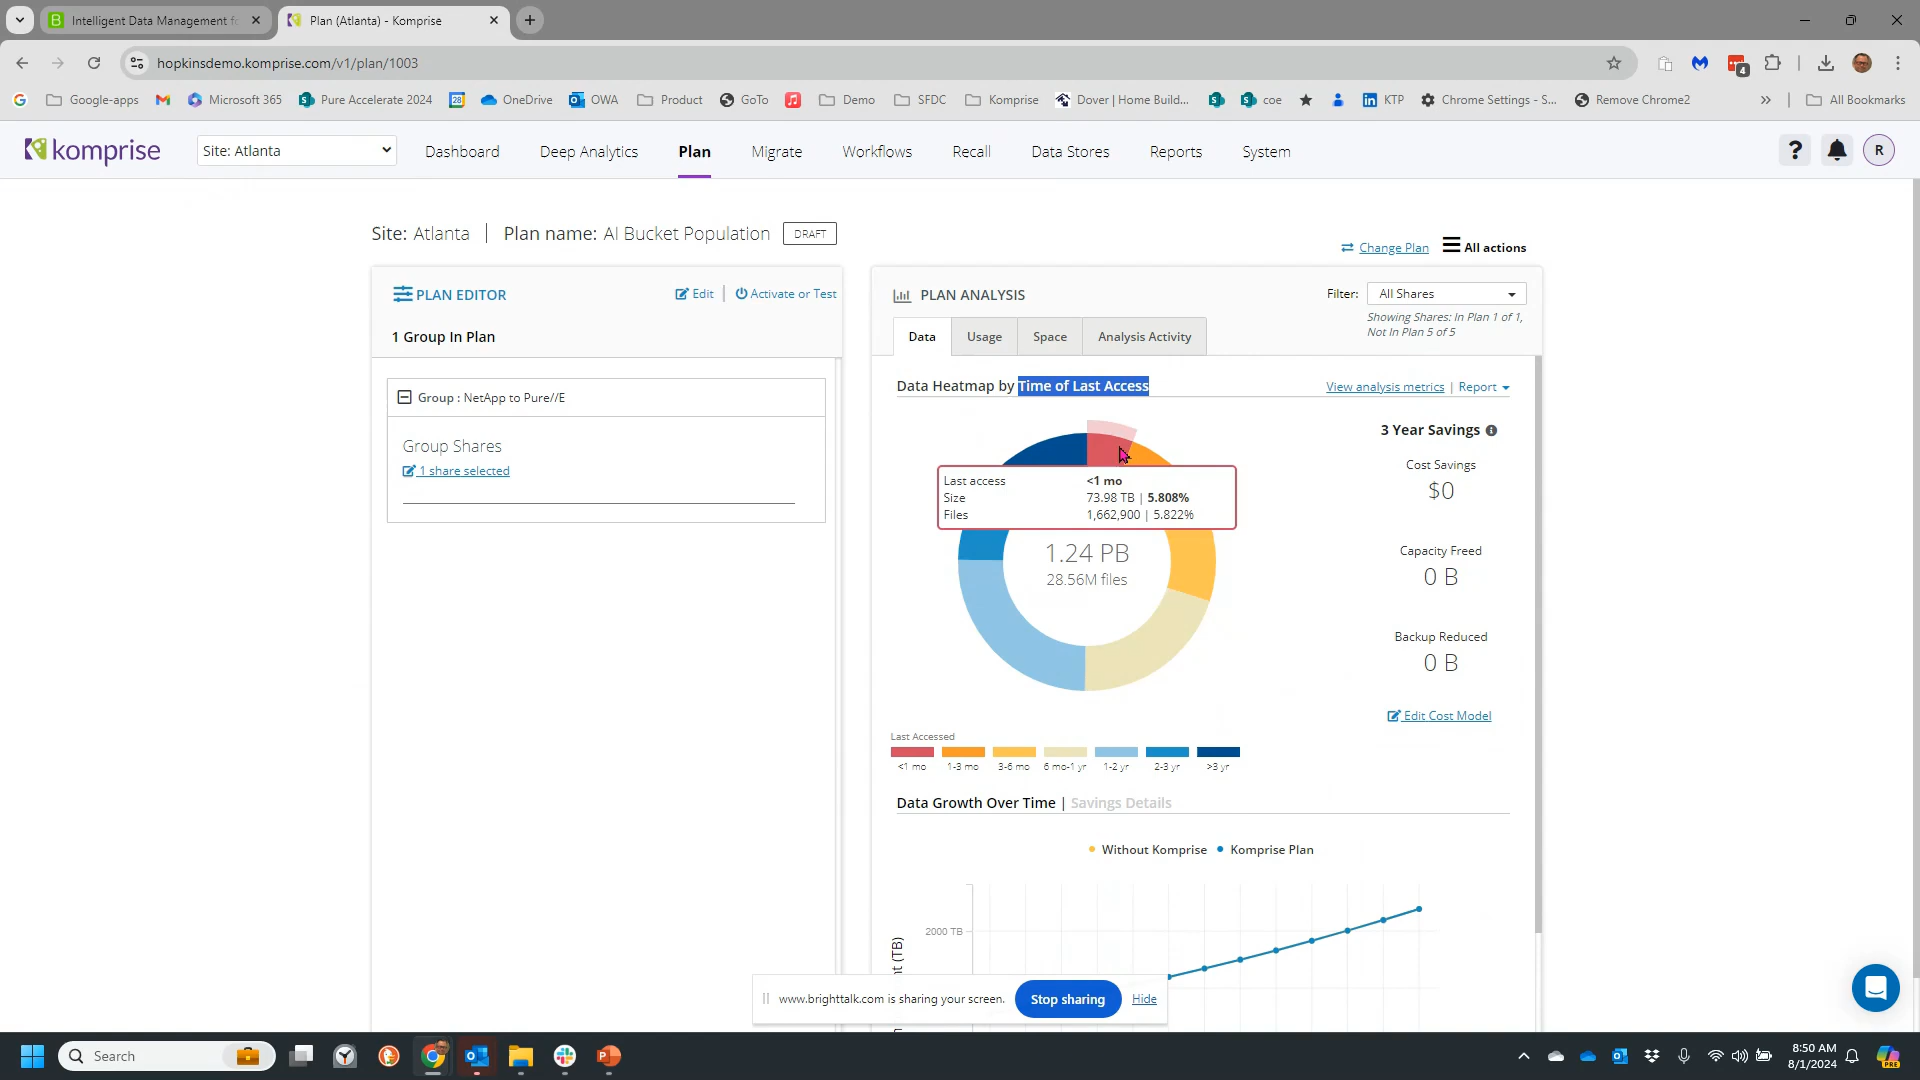 Intelligent Data Management fo
Plan (Atlanta) - Komprise
hopkinsdemo.komprise.com/v1/plan/1003
4
Google-apps
Microsoft 365
Pure Accelerate 2024
28
OneDrive
OWA
Product
GoTo
Demo
SFDC
Komprise
Dover | Home Build...
coe
KTP
Chrome Settings - S...
Remove Chrome2
All Bookmarks
komprise
Site: Atlanta
Dashboard
Deep Analytics
Plan
Migrate
Workflows
Recall
Data Stores
Reports
System
?
R
Site: Atlanta | Plan name: AI Bucket Population DRAFT
Change Plan
All actions
PLAN EDITOR
Edit
Activate or Test
1 Group In Plan
Group : NetApp to Pure//E
Group Shares
1 share selected
PLAN ANALYSIS
Filter: All Shares
Showing Shares: In Plan 1 of 1,
Not In Plan 5 of 5
Data
Usage
Space
Analysis Activity
Data Heatmap by Time of Last Access
View analysis metrics | Report
Last access <1 mo
Size 73.98 TB | 5.808%
Files 1,662,900 | 5.822%
1.24 PB
28.56M files
3 Year Savings
Cost Savings
$0
Capacity Freed
0 B
Backup Reduced
0 B
Edit Cost Model
Last Accessed
<1 mo
1-3 mo
3-6 mo
6 mo-1 yr
1-2 yr
2-3 yr
>3 yr
Data Growth Over Time | Savings Details
Without Komprise
Komprise Plan
2000 TB
(TB)
www.brighttalk.com is sharing your screen.
Stop sharing
Hide
Search
8:50 AM
8/1/2024
PRE